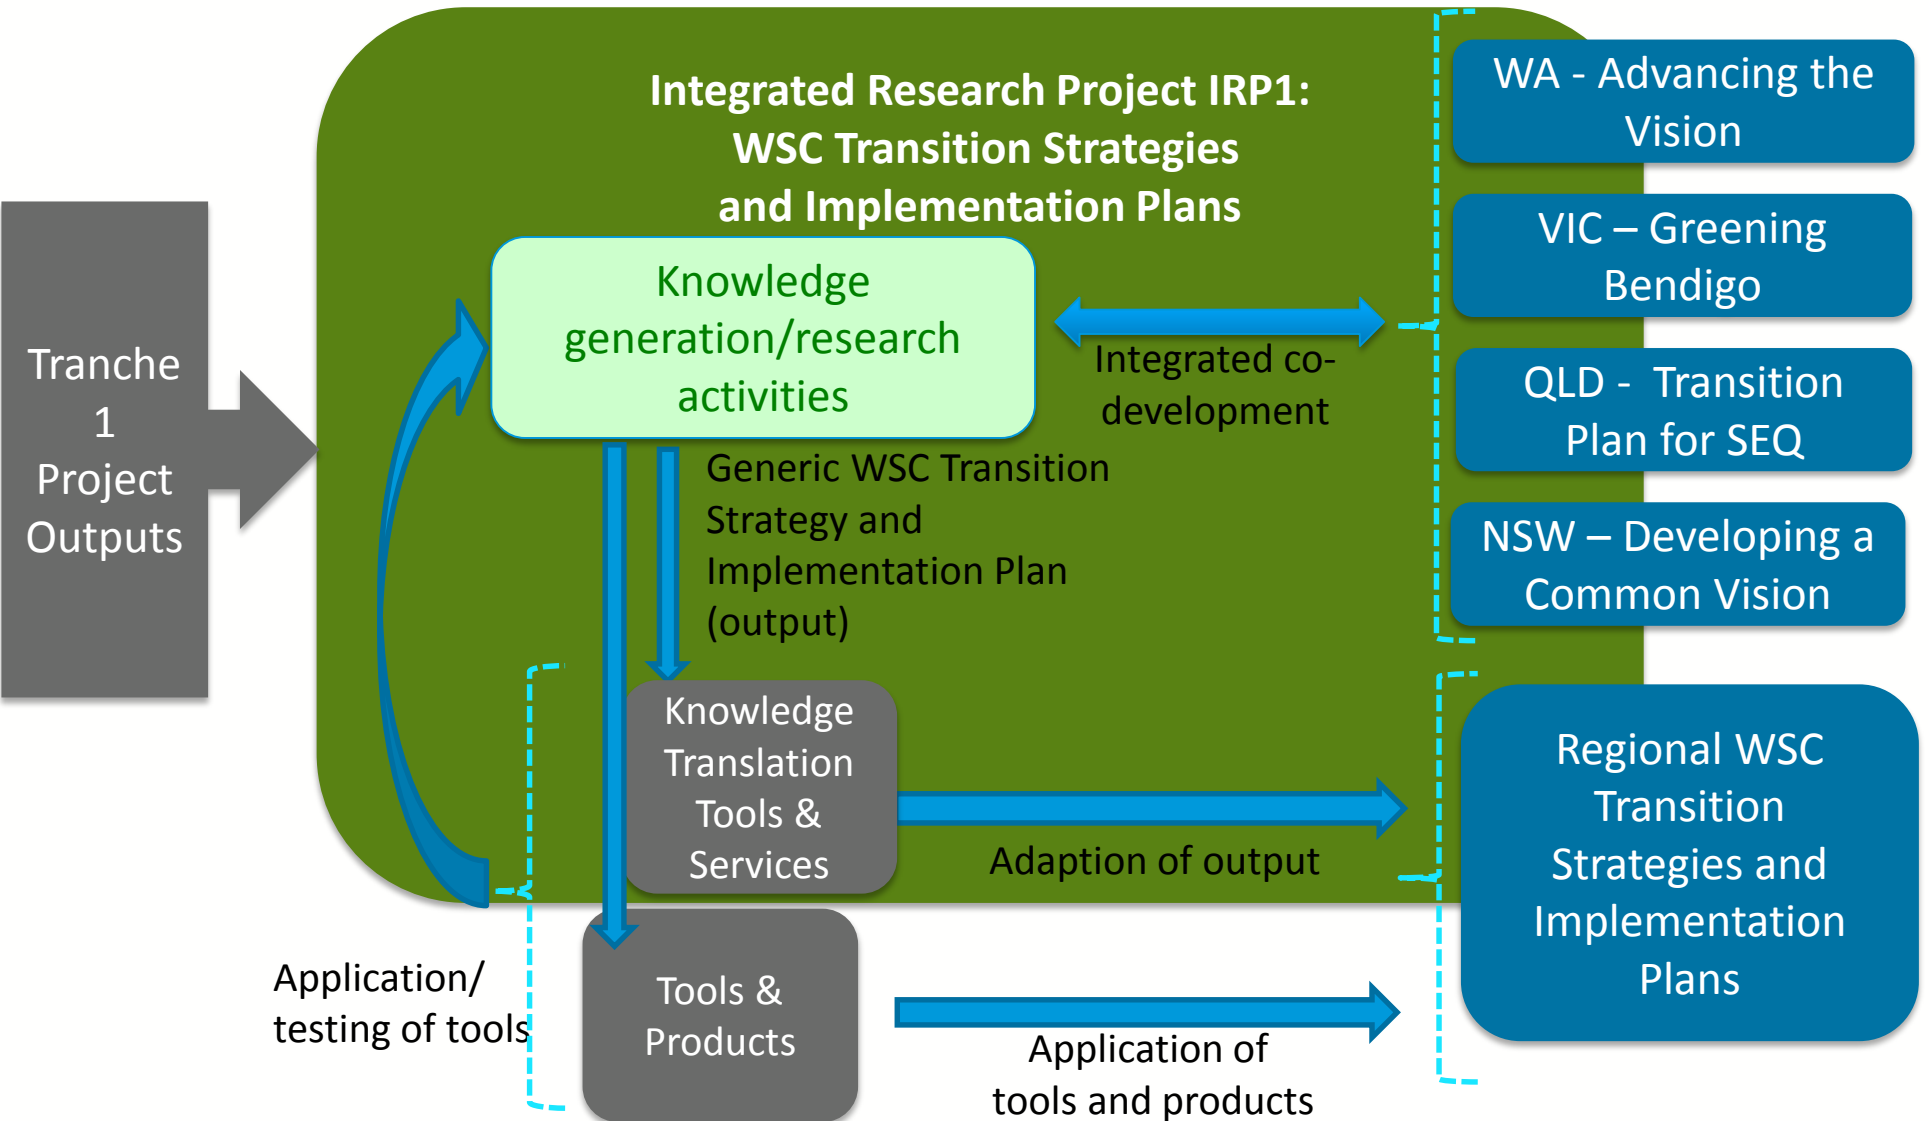 Integrated Research Project IRP1:
WSC Transition Strategies
and Implementation Plans
Tranche
1
Project
Outputs
Knowledge
generation/research
activities
Integrated co-
development
WA - Advancing the
Vision
VIC – Greening
Bendigo
QLD -  Transition
Plan for SEQ
NSW – Developing a
Common Vision
Generic WSC Transition
Strategy and
Implementation Plan
(output)
Knowledge
Translation
Tools &
Services
Adaption of output
Regional WSC
Transition
Strategies and
Implementation
Plans
Application/
testing of tools
Tools &
Products
Application of
tools and products